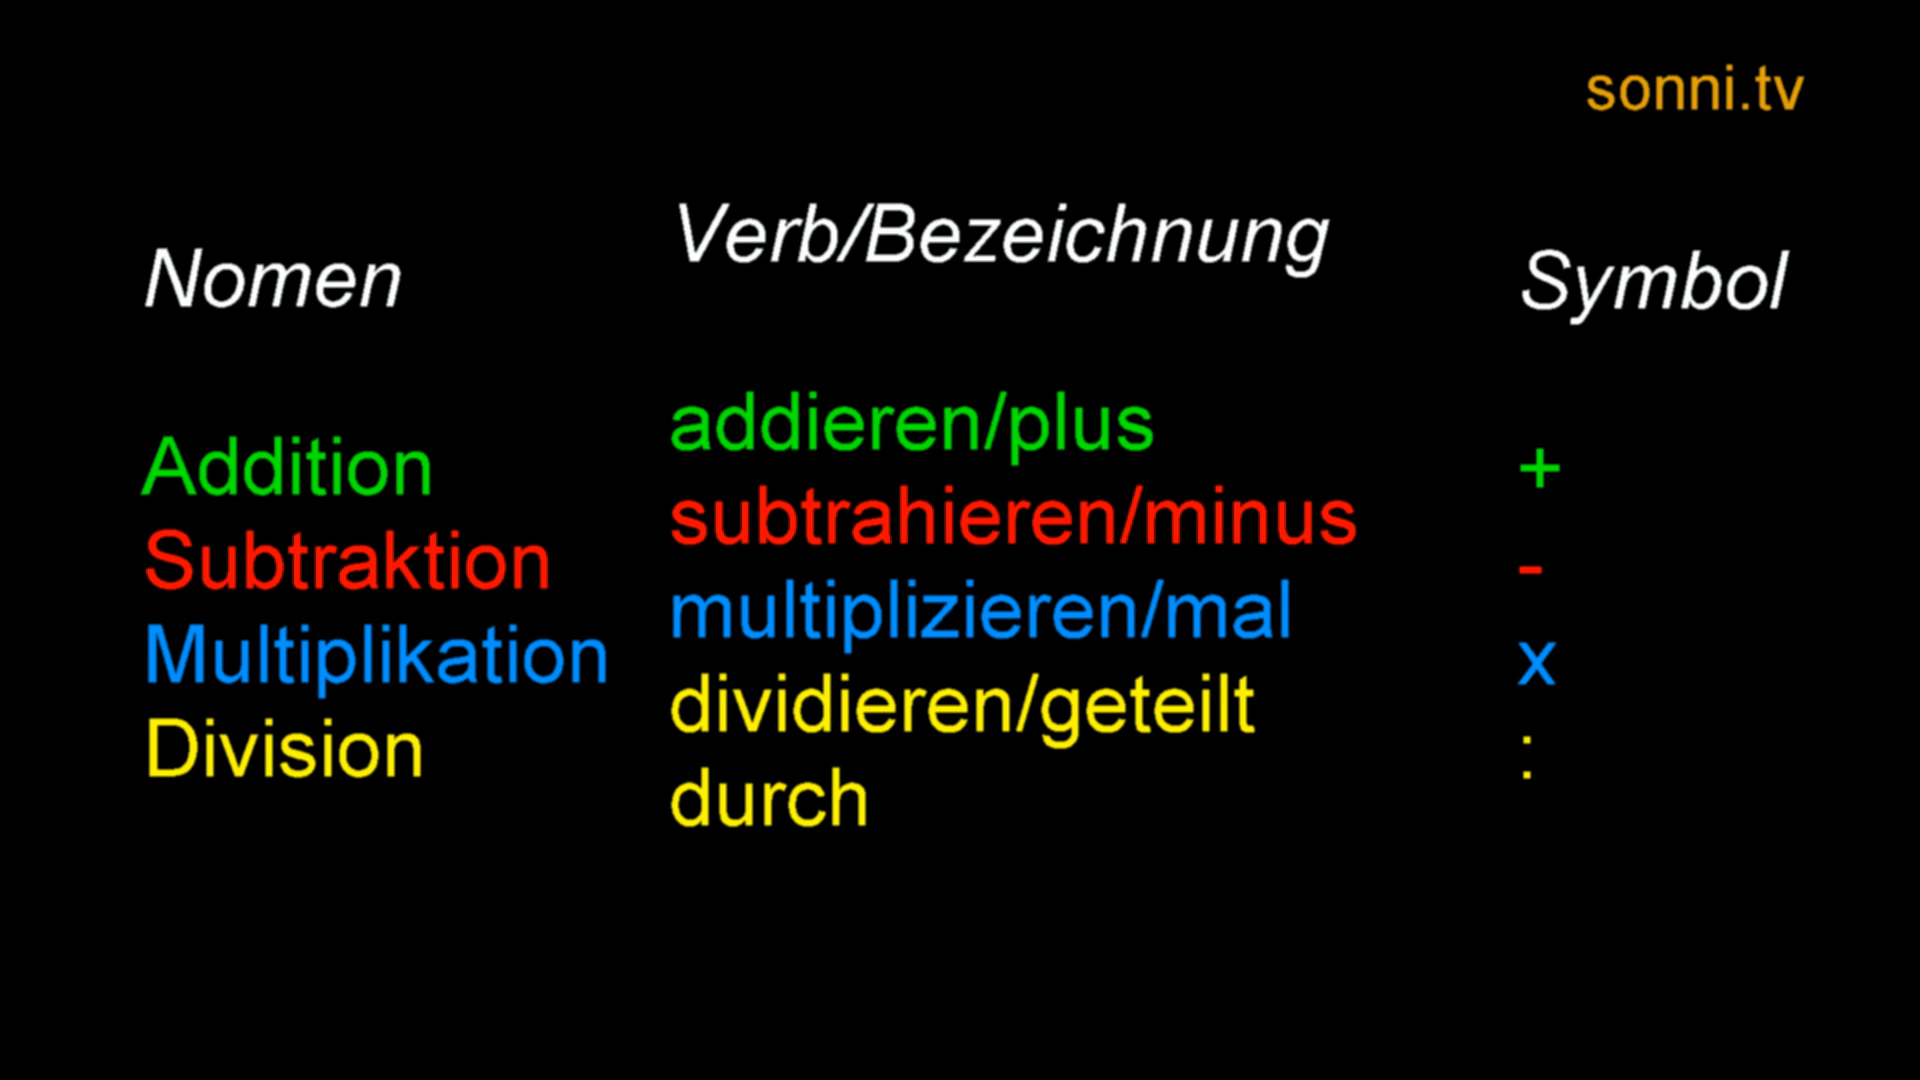 sonni.tv
Nomen
Addition
Subtraktion
Multiplikation
Division
Verb/Bezeichnung
addieren/plus
subtrahieren/minus
multiplizieren/mal
dividieren/geteilt
durch
Symbol
+
-
x
: